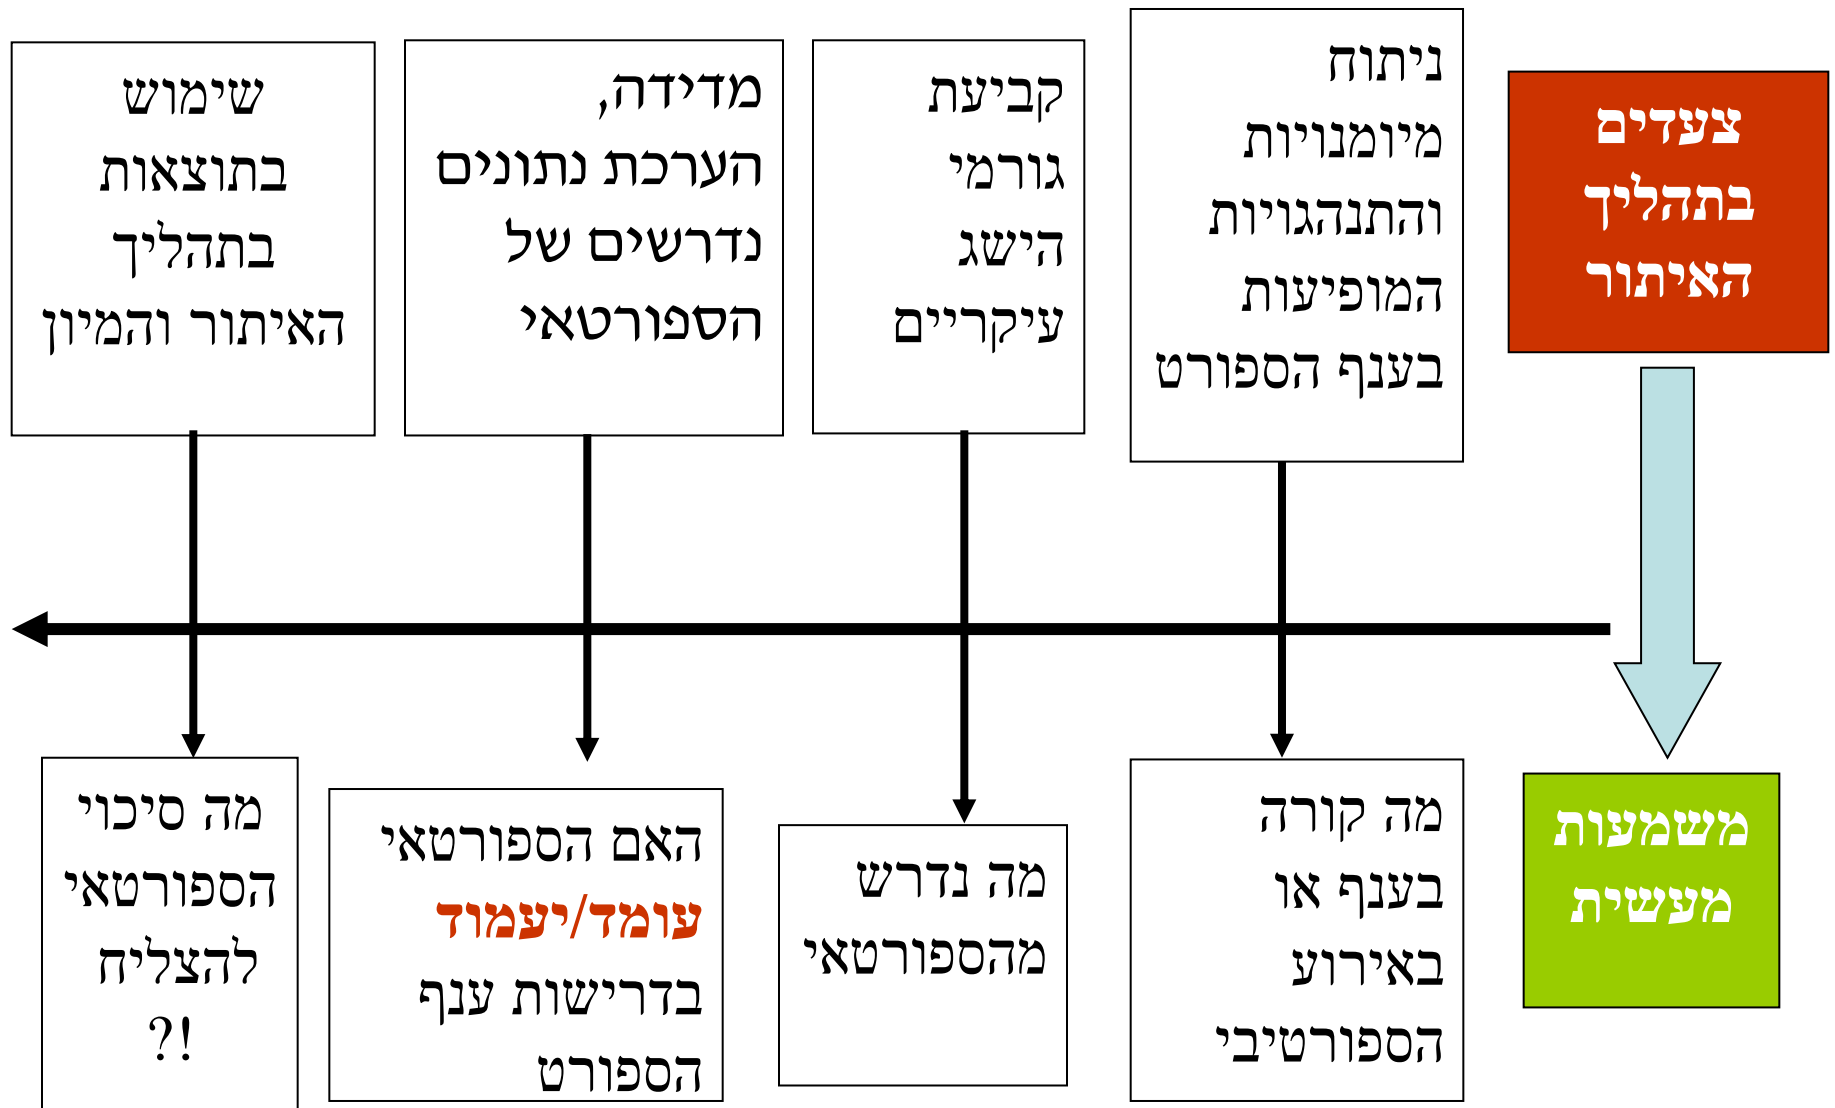 צעדים
בתהליך
האיתור
ניתוח
מיומנויות
והתנהגויות
המופיעות
בענף הספורט
קביעת
גורמי
הישג
עיקריים
מדידה,
הערכת נתונים
נדרשים של
הספורטאי
שימוש
בתוצאות
בתהליך
האיתור והמיון
משמעות
מעשית
מה קורה
בענף או
באירוע
הספורטיבי
מה נדרש
מהספורטאי
האם הספורטאי
עומד/יעמוד
בדרישות ענף
הספורט
מה סיכוי
הספורטאי
להצליח
!?